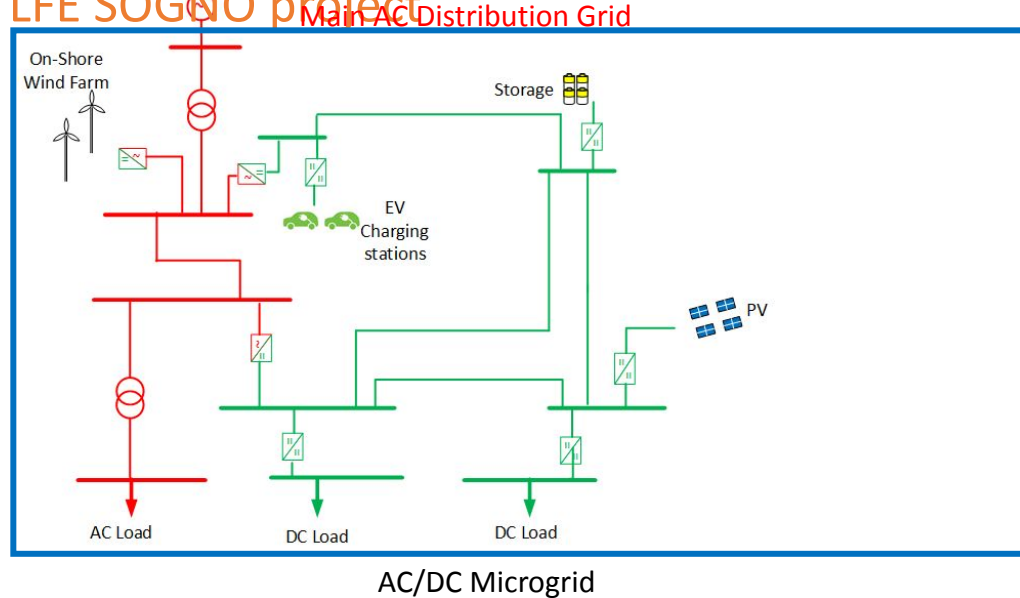 LFE SOGNO project
Main AC Distribution Grid
On-Shore
Wind Farm
Storage
EV
Charging
stations
PV
AC Load
DC Load
DC Load
AC/DC Microgrid